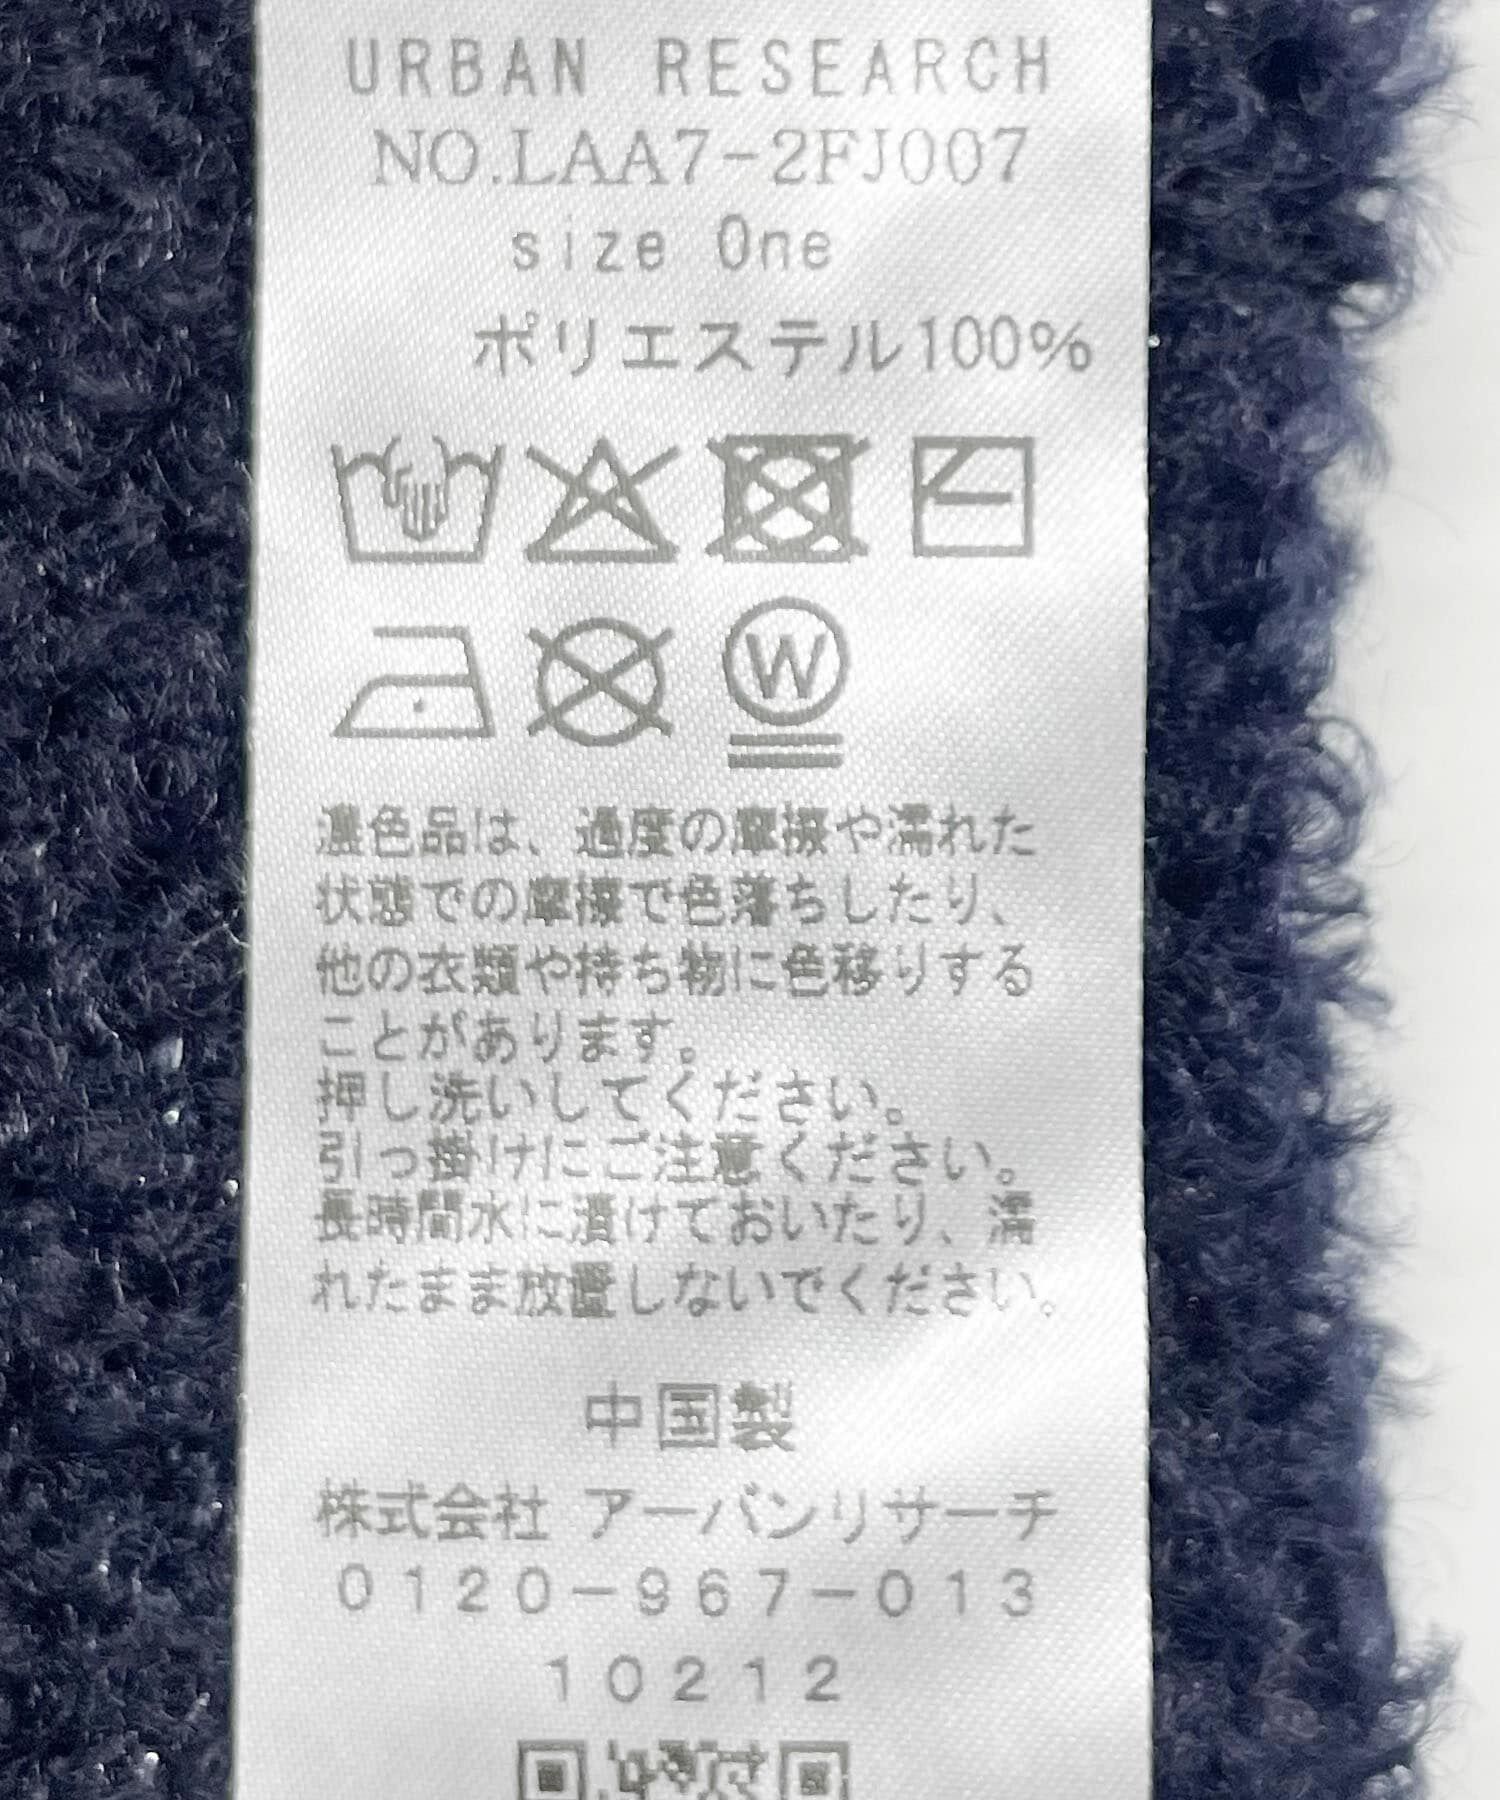 URBAN RESEARCH
NO.LAA7-2FJ007
size One
ポリエステル100%
W
濃色品は、過度の摩擦や濡れた
状態での摩擦で色落ちしたり、
他の衣類や持ち物に色移りする
ことがあります。
押し洗いしてください。
引っ掛けにご注意ください。
長時間水に漬けておいたり、濡
れたまま放置しないでください。
中国製
株式会社 アーバンリサーチ
0120-967-013
10212